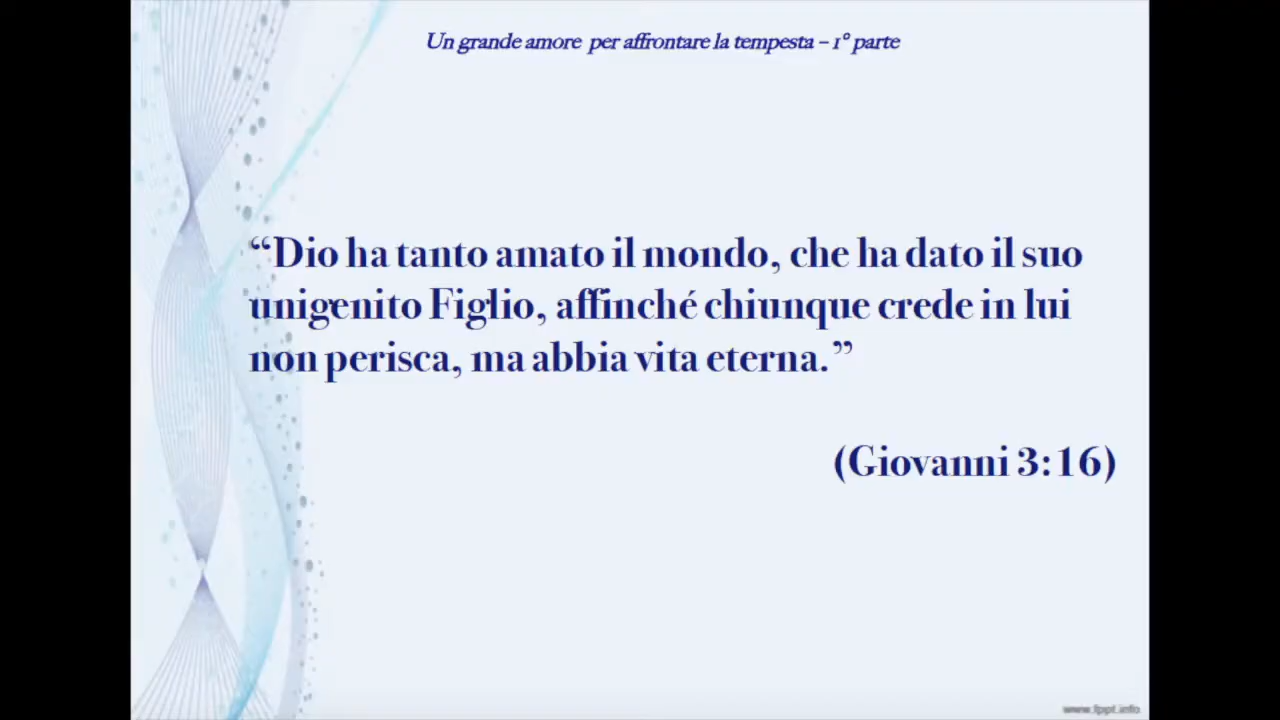 Un grande amore per affrontare la tempesta – 1° parte
“Dio ha tanto amato il mondo, che ha dato il suo
unigenito Figlio, affinché chiunque crede in lui
non perisca, ma abbia vita eterna.”
(Giovanni 3:16)
www.fppt.info